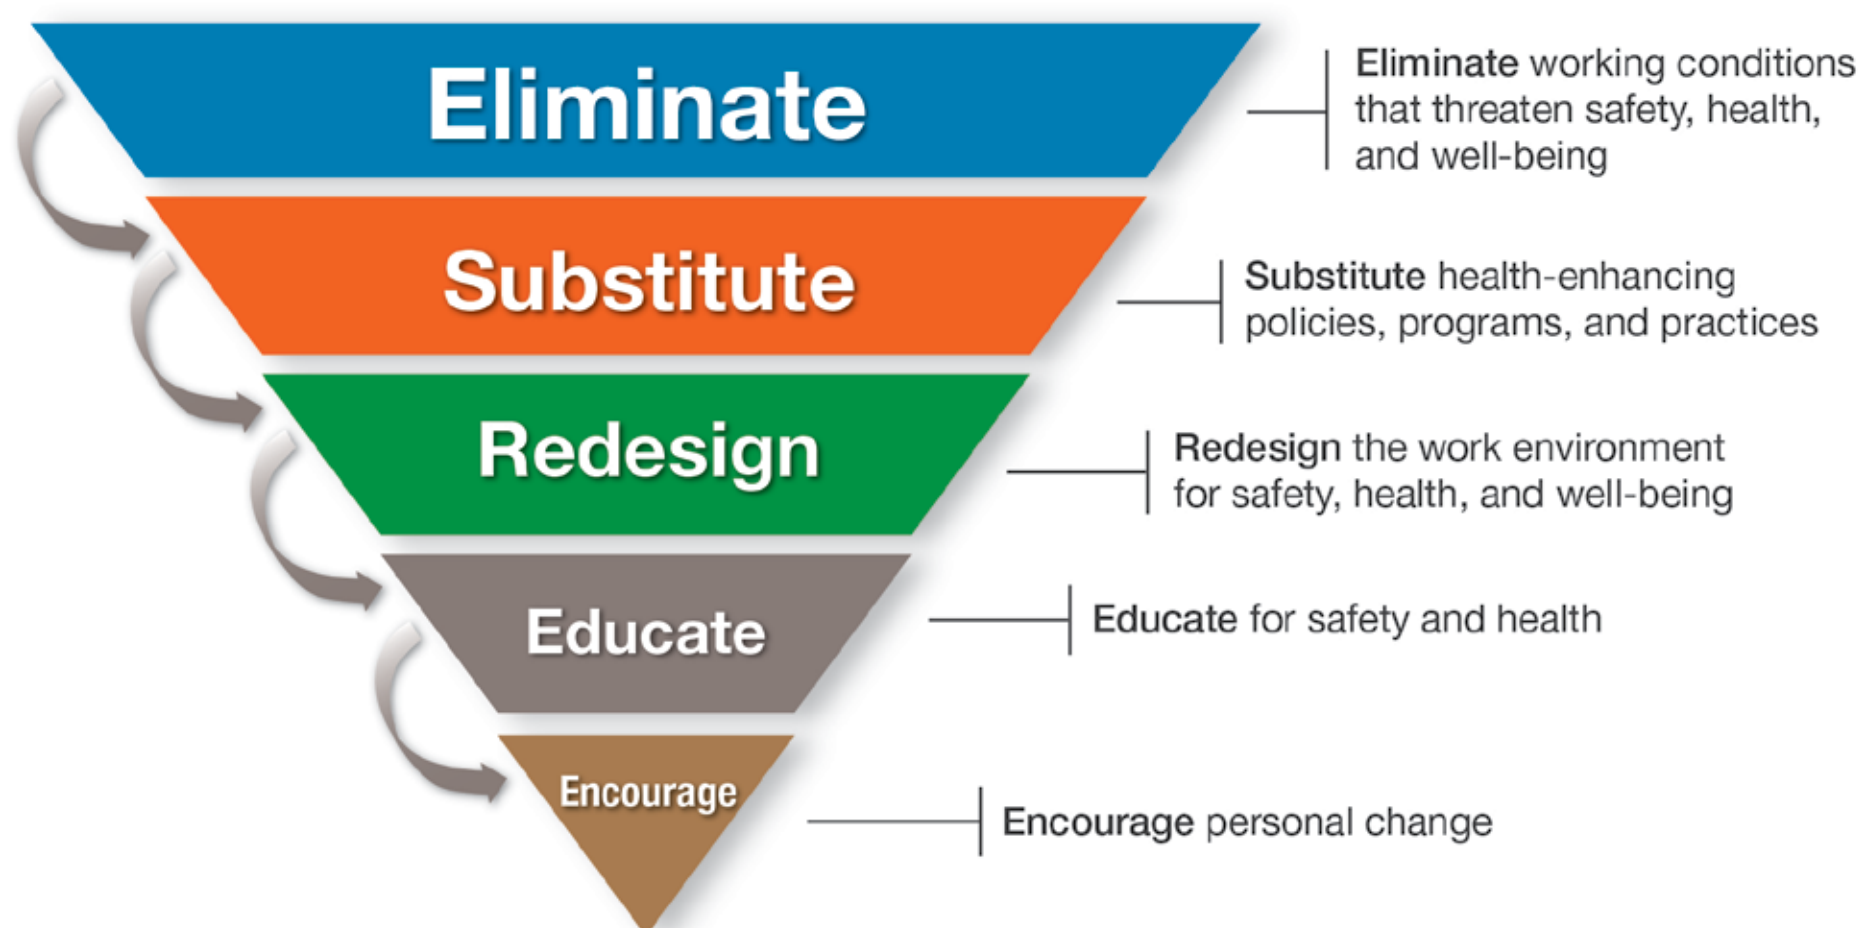 Eliminate
Eliminate working conditions
that threaten safety, health,
and well-being
Substitute
Substitute health-enhancing
policies, programs, and practices
Redesign
Redesign the work environment
for safety, health, and well-being
Educate
Educate for safety and health
Encourage
Encourage personal change